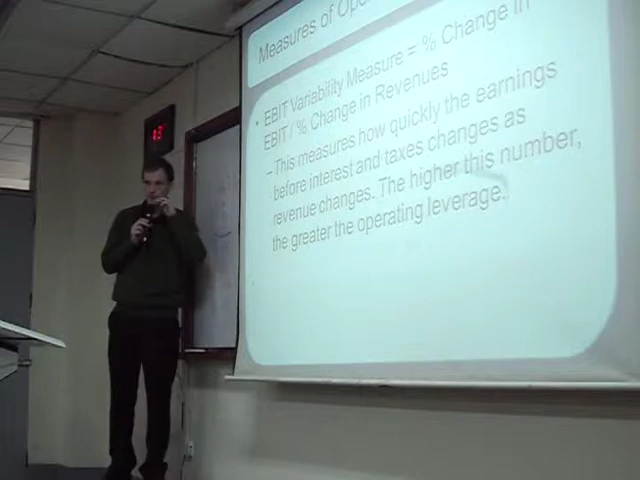 Measures of Ope
• EBIT Variability Measure = % Change in
EBIT / % Change in Revenues
– This measures how quickly the earnings
before interest and taxes changes as
revenue changes. The higher this number,
the greater the operating leverage.